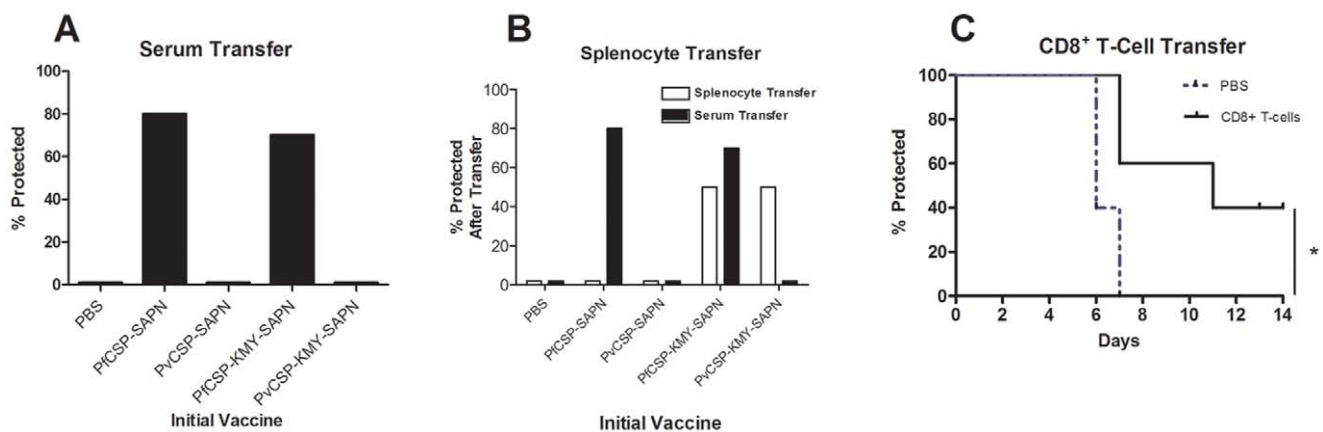 A
Serum Transfer
% Protected
100
80
60
40
20
0
PBS
PfCSP-SAPN
PvCSP-SAPN
PfCSP-KMY-SAPN
PvCSP-KMY-SAPN
Initial Vaccine
B
Splenocyte Transfer
Splenocyte Transfer
Serum Transfer
% Protected
After Transfer
100
80
60
40
20
0
PBS
PfCSP-SAPN
PvCSP-SAPN
PfCSP-KMY-SAPN
PvCSP-KMY-SAPN
Initial Vaccine
C
CD8+ T-Cell Transfer
PBS
CD8+ T-cells
% Protected
100
80
60
40
20
0
0 2 4 6 8 10 12 14
Days
*